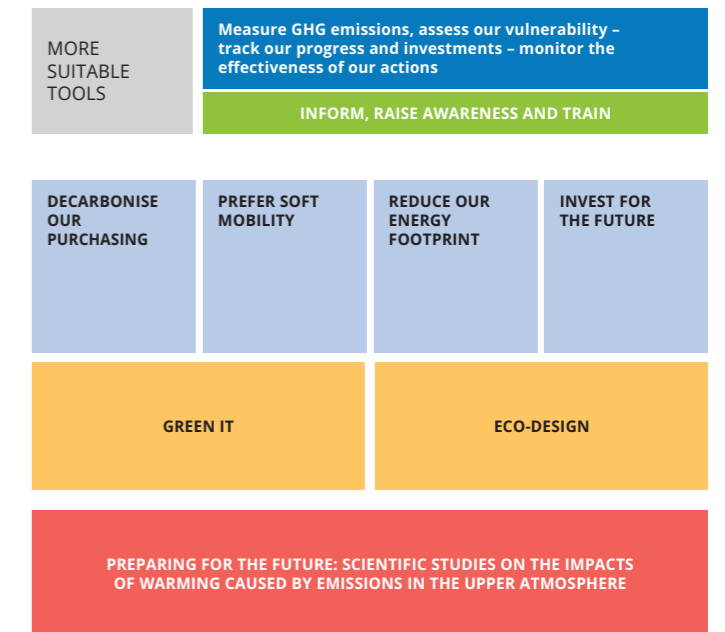 MORE
SUITABLE
TOOLS
Measure GHG emissions, assess our vulnerability –
track our progress and investments – monitor the
effectiveness of our actions
INFORM, RAISE AWARENESS AND TRAIN
DECARBONISE
OUR
PURCHASING
PREFER SOFT
MOBILITY
REDUCE OUR
ENERGY
FOOTPRINT
INVEST FOR
THE FUTURE
GREEN IT
ECO-DESIGN
PREPARING FOR THE FUTURE: SCIENTIFIC STUDIES ON THE IMPACTS
OF WARMING CAUSED BY EMISSIONS IN THE UPPER ATMOSPHERE